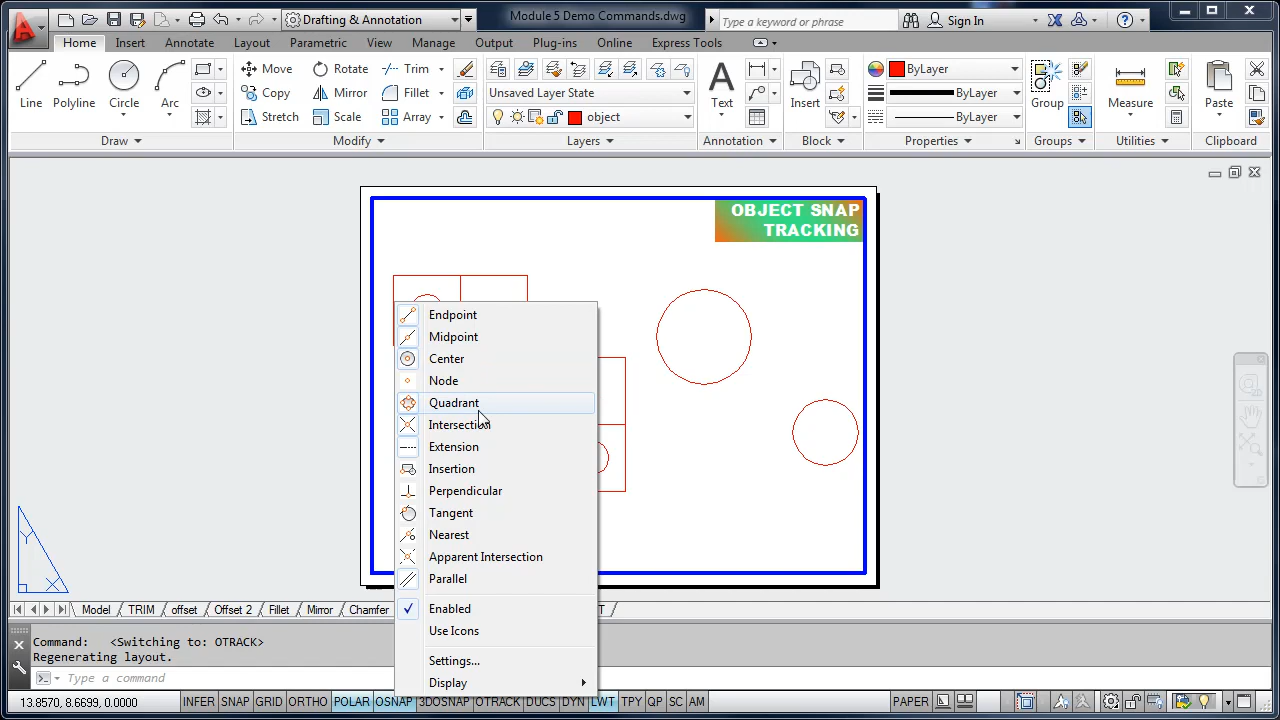 Drafting & Annotation
Module 5 Demo Commands.dwg
Type a keyword or phrase
Sign In
Home
Insert
Annotate
Layout
Parametric
View
Manage
Output
Plug-ins
Online
Express Tools
Line
Polyline
Circle
Arc
Move
Rotate
Trim
Copy
Mirror
Fillet
Stretch
Scale
Array
Unsaved Layer State
object
Text
Insert
ByLayer
ByLayer
ByLayer
Group
Measure
Paste
Draw
Modify
Layers
Annotation
Block
Properties
Groups
Utilities
Clipboard
OBJECT SNAP
TRACKING
Endpoint
Midpoint
Center
Node
Quadrant
Intersection
Extension
Insertion
Perpendicular
Tangent
Nearest
Apparent Intersection
Parallel
Enabled
Use Icons
Settings...
Display
Y
X
Model
TRIM
offset
Offset 2
Fillet
Mirror
Chamfer
T
Command: <Switching to: OTRACK>
Regenerating layout.
Type a command
13.8570, 8.6699, 0.0000
INFER
SNAP
GRID
ORTHO
POLAR
OSNAP
3DOSNAP
OTRACK
DUCS
DYN
LWT
TPY
QP
SC
AM
PAPER